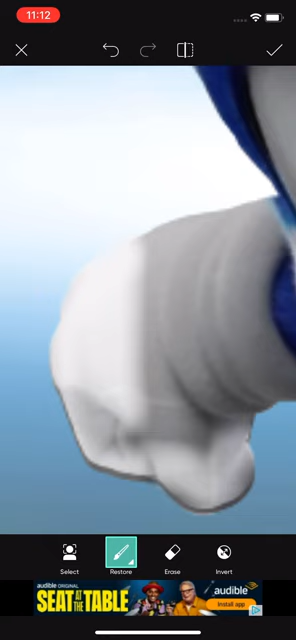 11:12
Select
Restore
Erase
Invert
audible ORIGINAL
SEAT AT THE TABLE
audible
Install app